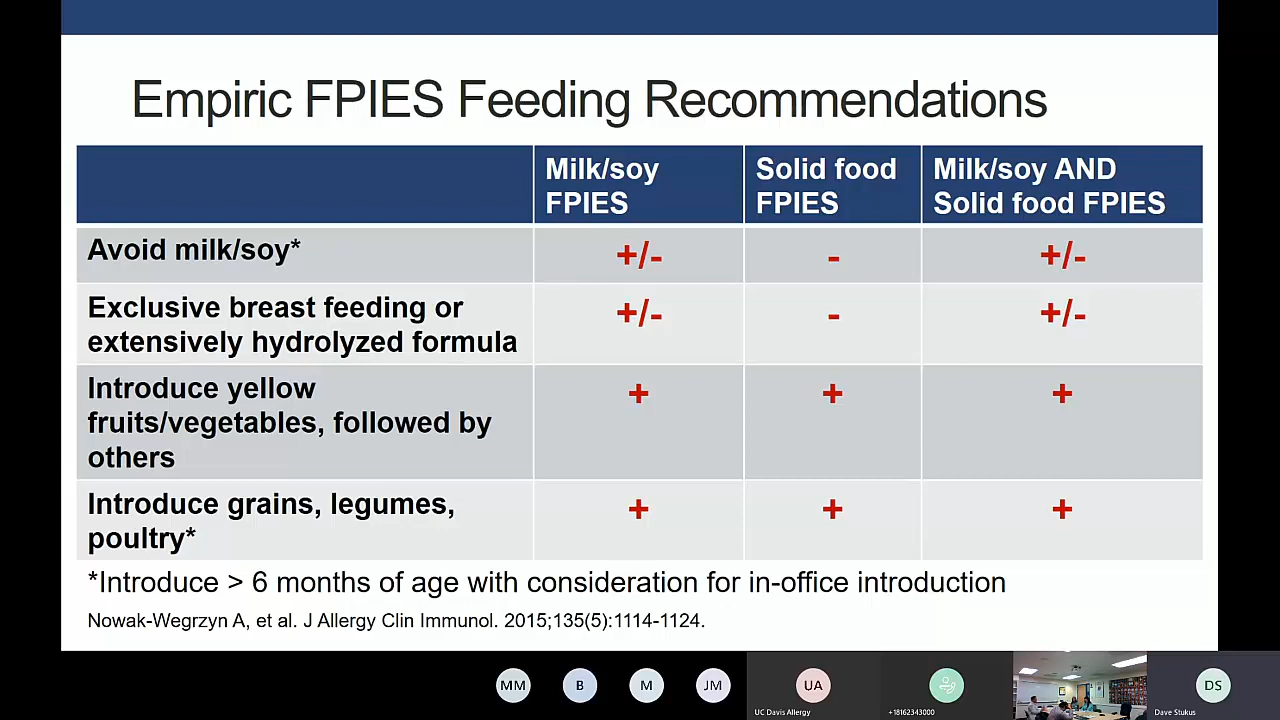 Empiric FPIES Feeding Recommendations
Milk/soy
FPIES
Solid food
FPIES
Milk/soy AND
Solid food FPIES
Avoid milk/soy*
+/-
-
+/-
Exclusive breast feeding or
extensively hydrolyzed formula
+/-
-
+/-
Introduce yellow
fruits/vegetables, followed by
others
+
+
+
Introduce grains, legumes,
poultry*
+
+
+
*Introduce > 6 months of age with consideration for in-office introduction
Nowak-Wegrzyn A, et al. J Allergy Clin Immunol. 2015;135(5):1114-1124.
MM
B
M
JM
UA
DS
UC Davis Allergy
+18162343000
Dave Stukus